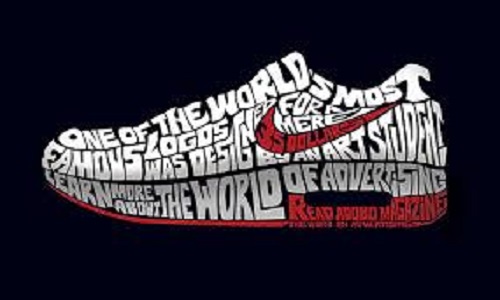 ONE OF THE WORLD'S MOST
FAMOUS LOGOS
WAS DESIGNED FOR A MERE
35 DOLLARS
BY AN ART STUDENT
LEARN MORE
ABOUT THE WORLD OF ADVERTISING
READ ADOBO MAGAZINE!